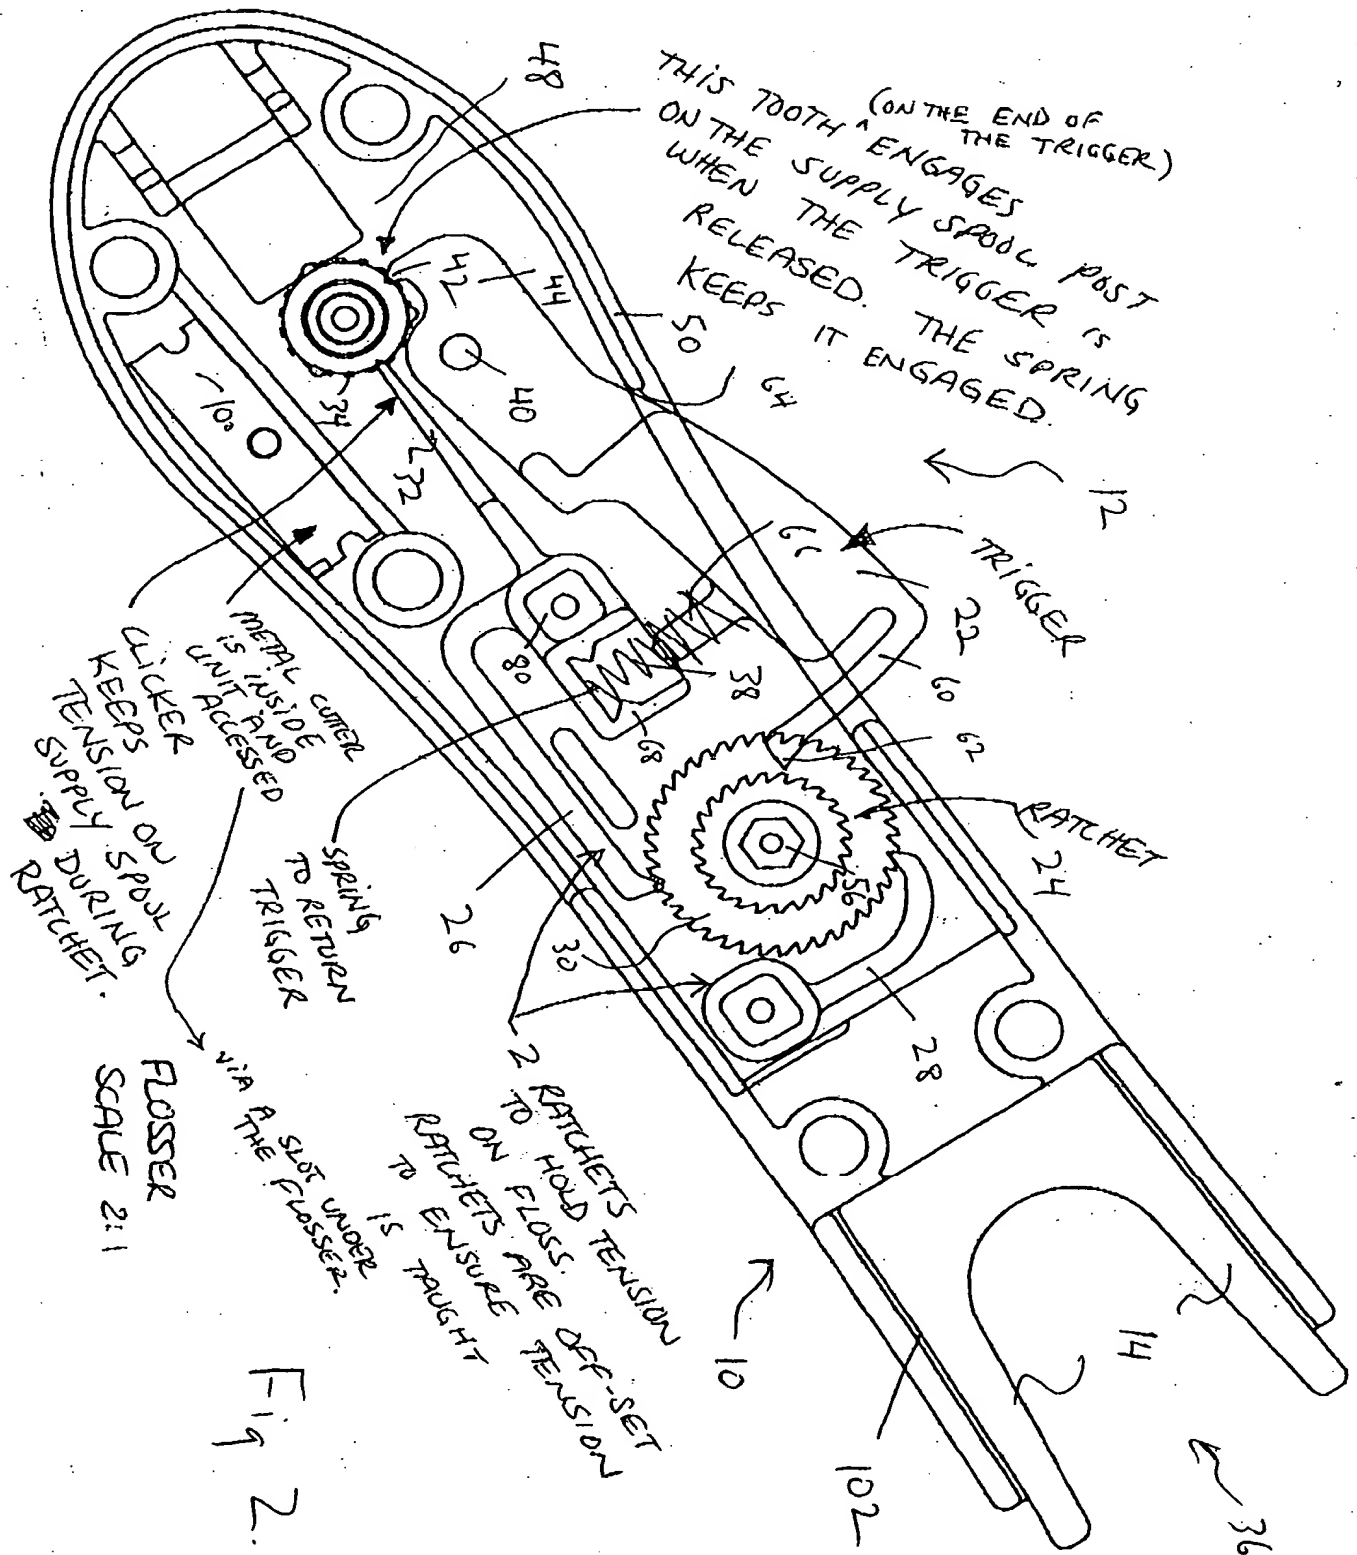 48
THIS TOOTH ^ ENGAGES
(ON THE END OF
THE TRIGGER)
ON THE SUPPLY SPOOL POST
WHEN THE TRIGGER IS
RELEASED. THE SPRING
KEEPS IT ENGAGED.
42
44
50
64
40
34
100
232
12
TRIGGER
22
60
62
38
80
68
RATCHET
24
56
30
26
28
METAL CUTTER
IS INSIDE
UNIT AND
ACCESSED
VIA A SLOT UNDER
THE FLOSSER.
CLICKER
KEEPS
TENSION ON
SUPPLY SPOOL
DURING
RATCHET.
SPRING
TO RETURN
TRIGGER
2 RATCHETS
TO HOLD TENSION
ON FLOSS.
RATCHETS ARE OFF-SET
TO ENSURE TENSION
IS TAUGHT
10
14
102
36
FLOSSER
SCALE 2:1
Fig 2.